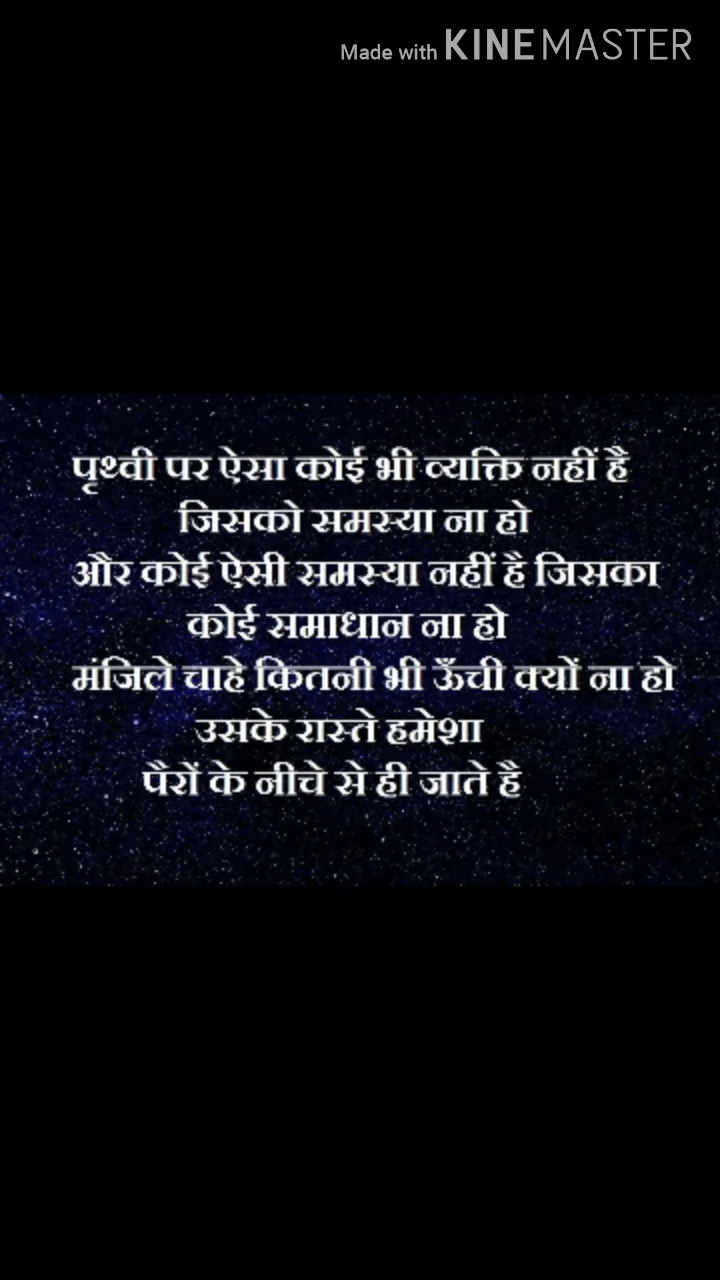 Made with KINEMASTER
पृथ्वी पर ऐसा कोई भी व्यक्ति नहीं है
जिसको समस्या ना हो
और कोई ऐसी समस्या नहीं है जिसका
कोई समाधान ना हो
मंजिले चाहे कितनी भी ऊँची क्यों ना हो
उसके रास्ते हमेशा
पैरों के नीचे से ही जाते है